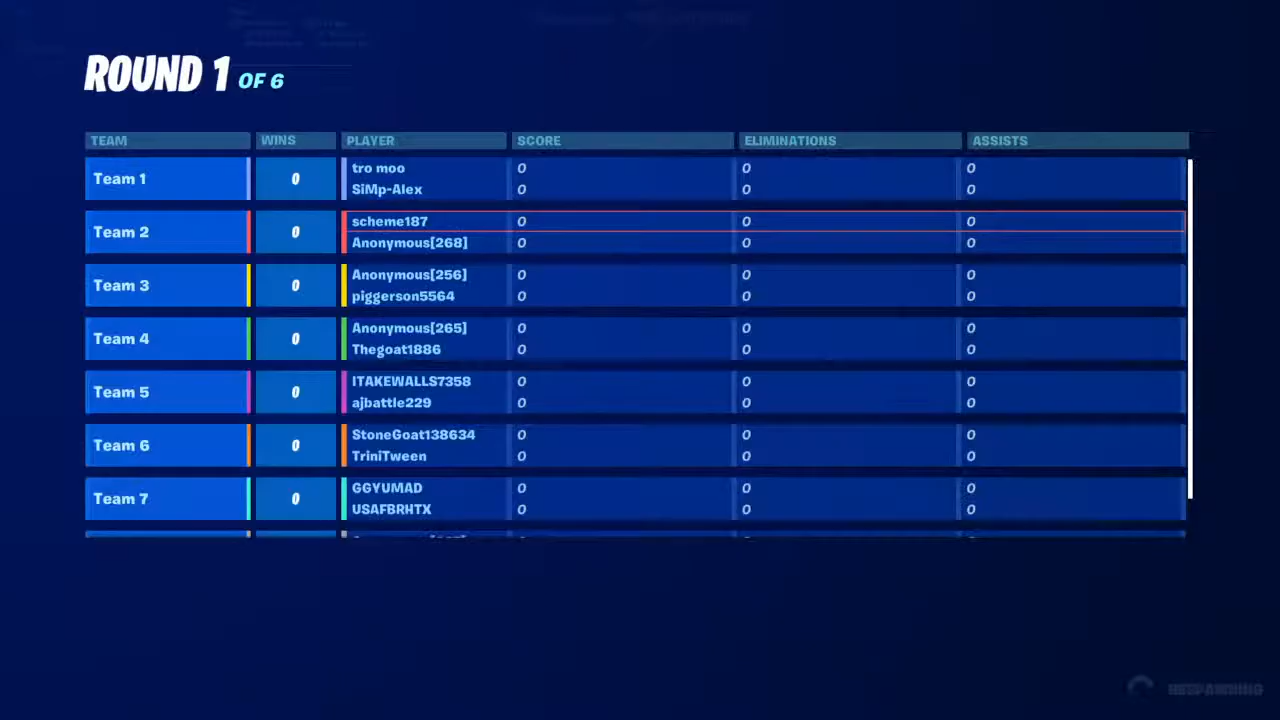 ROUND 1 OF 6
TEAM WINS PLAYER SCORE ELIMINATIONS ASSISTS
Team 1 0 tro moo 0 0 0
SiMp-Alex 0 0 0
Team 2 0 scheme187 0 0 0
Anonymous[268] 0 0 0
Team 3 0 Anonymous[256] 0 0 0
piggerson5564 0 0 0
Team 4 0 Anonymous[265] 0 0 0
Thegoat1886 0 0 0
Team 5 0 ITAKEWALLS7358 0 0 0
ajbattle229 0 0 0
Team 6 0 StoneGoat138634 0 0 0
TriniTween 0 0 0
Team 7 0 GGYUMAD 0 0 0
USAFBRHTX 0 0 0
RESPAWNING